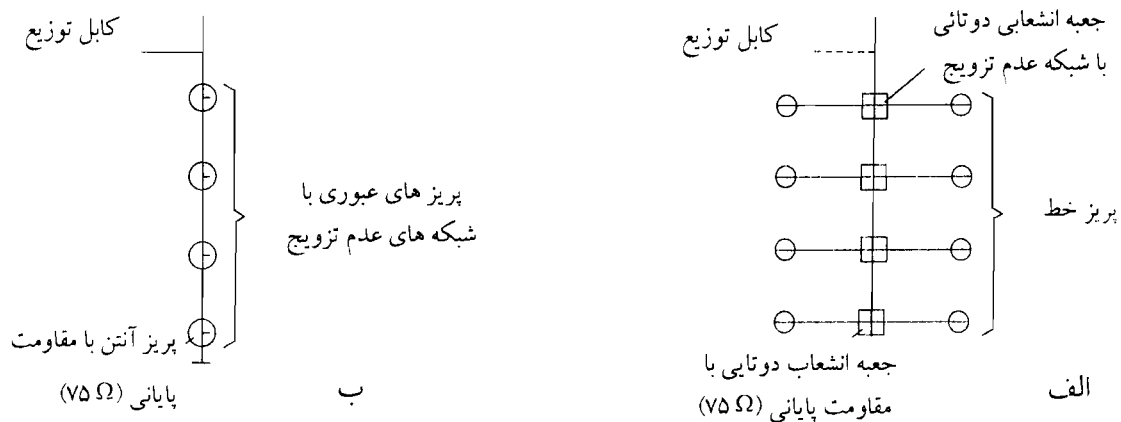 جعبه انشعابی دوتائی
با شبکه عدم تزویج
کابل توزیع
پریز خط
جعبه انشعاب دوتایی با
مقاومت پایانی (۷۵ Ω)
الف
کابل توزیع
پریز های عبوری با
شبکه های عدم تزویج
پریز آنتن با مقاومت
پایانی (۷۵ Ω)
ب